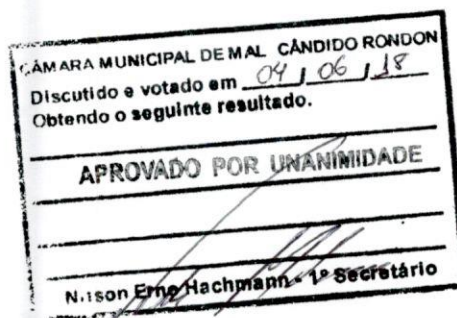 CÂMARA MUNICIPAL DE MAL CÂNDIDO RONDON
Discutido e votado em 04 / 06 / 18
Obtendo o seguinte resultado.
APROVADO POR UNANIMIDADE
Nilson Erno Hachmann - 1º Secretário